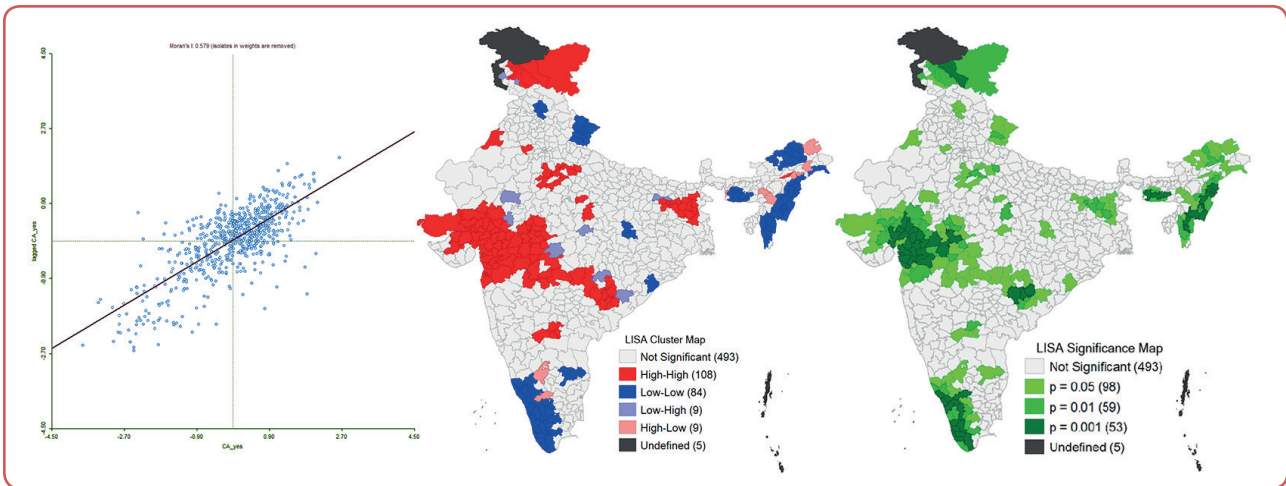 Moran's I: 0.579 (isolates in weights are removed)
4.50
2.70
0.90
-0.90
-2.70
-4.50
lagged CA_yes
-4.50
-2.70
-0.90
0.90
2.70
4.50
CA_yes
LISA Cluster Map
Not Significant (493)
High-High (108)
Low-Low (84)
Low-High (9)
High-Low (9)
Undefined (5)
LISA Significance Map
Not Significant (493)
p = 0.05 (98)
p = 0.01 (59)
p = 0.001 (53)
Undefined (5)